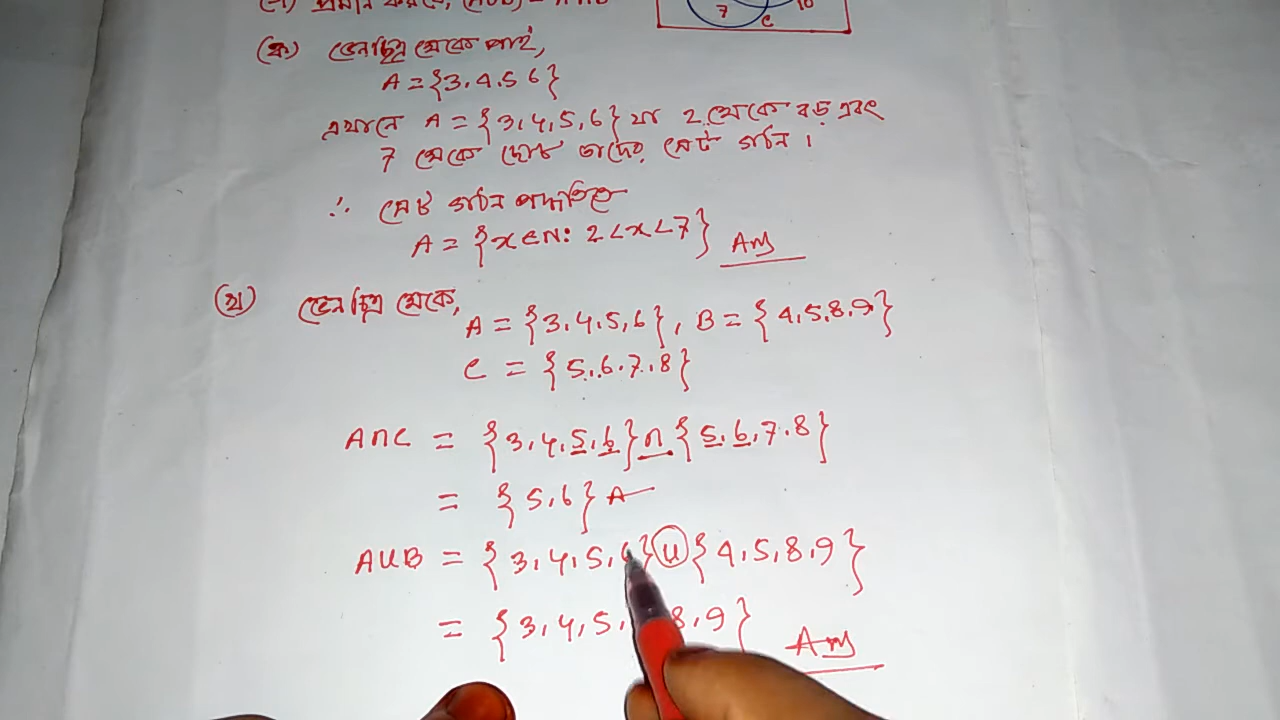 7 C 10
(ক) ভেনচিত্র থেকে পাই,
A = {3,4,5 6}
এখানে A = {3,4,5,6} যা 2 থেকে বড় এবং
7 থেকে ছোট তাদের সেট গঠন ।
∴ সেট গঠন পদ্ধতিতে
A = {x∈N: 2<x<7} Ans
(খ) ভেনচিত্র থেকে,
A = {3,4,5,6}, B = {4,5,8,9}
C = {5,6,7,8}
A∩C = {3,4,5,6}∩{5,6,7,8}
= {5,6} A
A∪B = {3,4,5,6}∪{4,5,8,9}
= {3,4,5, 8,9} Ans